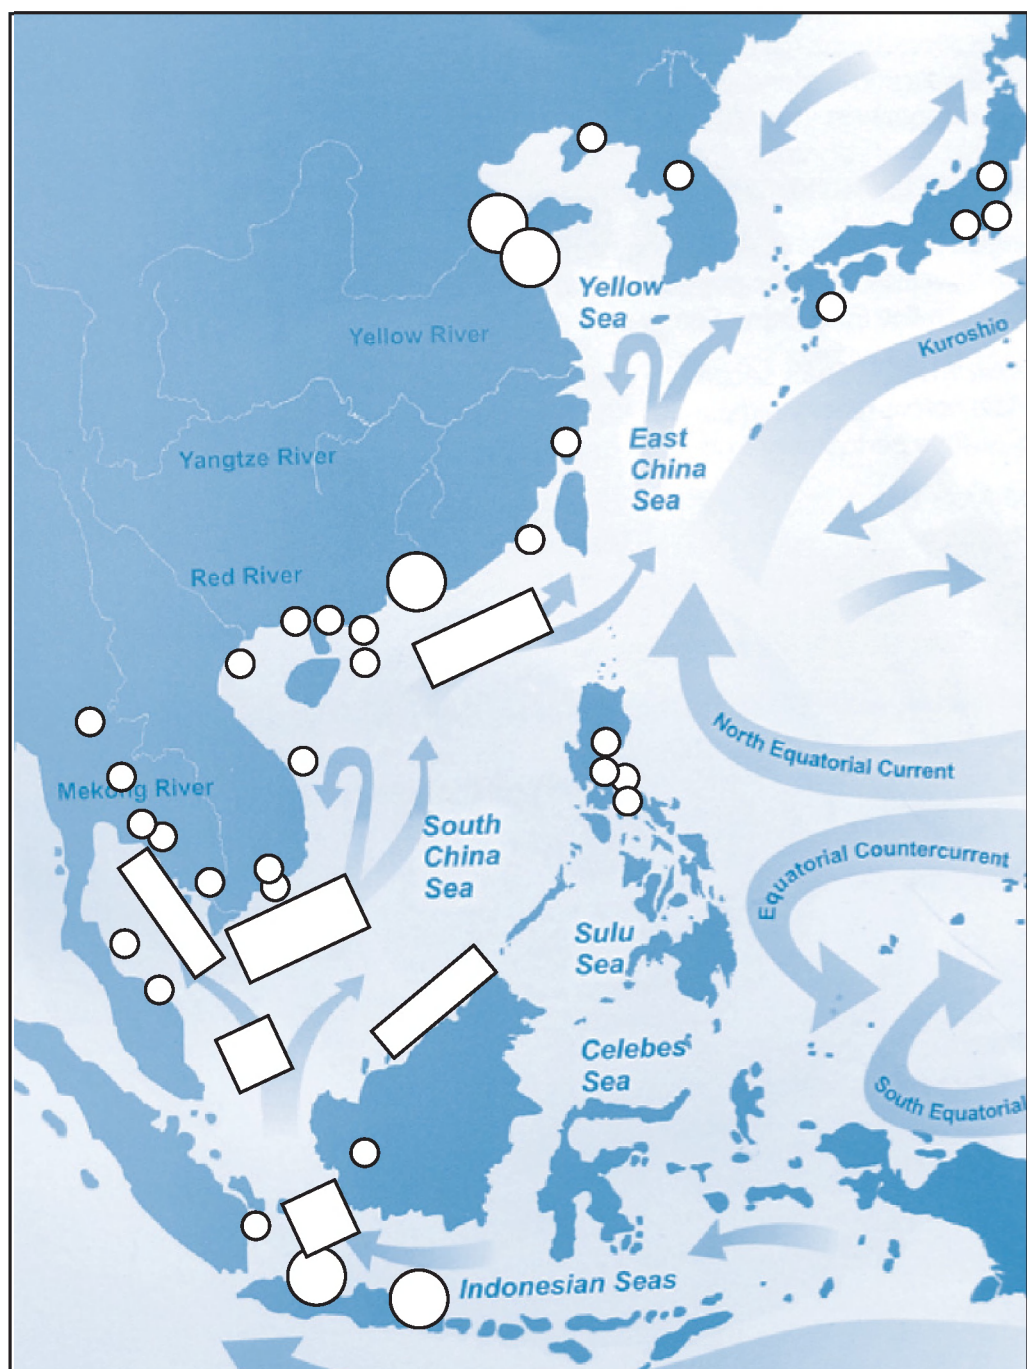 Yellow
Sea
Kuroshio
Yellow River
East
China
Sea
Yangtze River
Red River
North Equatorial Current
Mekong River
South
China
Sea
Equatorial Countercurrent
Sulu
Sea
Celebes
Sea
South Equatorial
Indonesian Seas